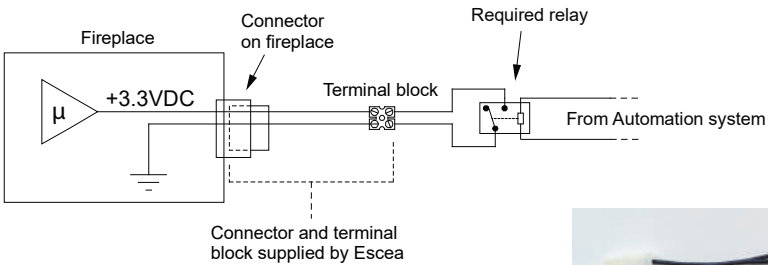 Fireplace
Connector
on fireplace
Required relay
µ
+3.3VDC
Terminal block
From Automation system
Connector and terminal
block supplied by Escea